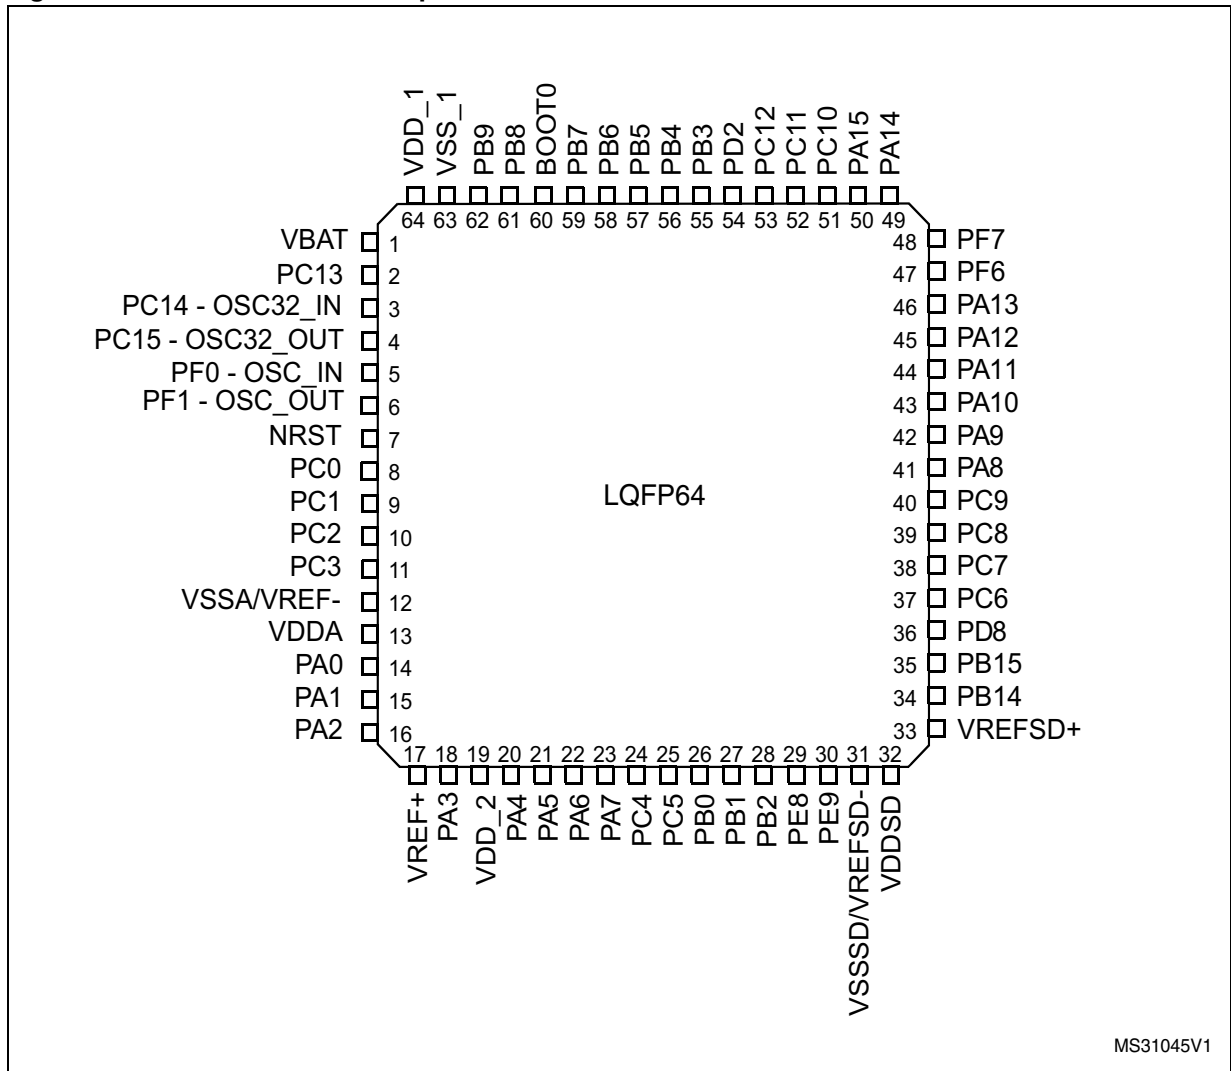 VDD_1
VSS_1
PB9
PB8
BOOT0
PB7
PB6
PB5
PB4
PB3
PD2
PC12
PC11
PC10
PA15
PA14
64 63 62 61 60 59 58 57 56 55 54 53 52 51 50 49
VBAT 1
PC13 2
PC14 - OSC32_IN 3
PC15 - OSC32_OUT 4
PF0 - OSC_IN 5
PF1 - OSC_OUT 6
NRST 7
PC0 8
PC1 9
PC2 10
PC3 11
VSSA/VREF- 12
VDDA 13
PA0 14
PA1 15
PA2 16
LQFP64
48 PF7
47 PF6
46 PA13
45 PA12
44 PA11
43 PA10
42 PA9
41 PA8
40 PC9
39 PC8
38 PC7
37 PC6
36 PD8
35 PB15
34 PB14
33 VREFSD+
17 18 19 20 21 22 23 24 25 26 27 28 29 30 31 32
VREF+
PA3
VDD_2
PA4
PA5
PA6
PA7
PC4
PC5
PB0
PB1
PB2
PE8
PE9
VSSSD/VREFSD-
VDDSD
MS31045V1